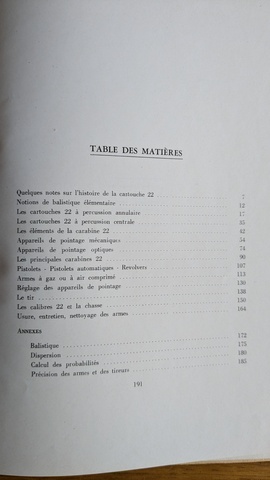 TABLE DES MATIÈRES
Quelques notes sur l'histoire de la cartouche 22 7
Notions de balistique élémentaire 12
Les cartouches 22 à percussion annulaire 17
Les cartouches 22 à percussion centrale 35
Les éléments de la carabine 22 42
Appareils de pointage mécaniques 54
Appareils de pointage optiques 74
Les principales carabines 22 90
Pistolets - Pistolets automatiques - Revolvers 107
Armes à gaz ou à air comprimé 113
Réglage des appareils de pointage 130
Le tir 138
Les calibres 22 et la chasse 150
Usure, entretien, nettoyage des armes 164
ANNEXES
Balistique 172
Dispersion 175
Calcul des probabilités 180
Précision des armes et des tireurs 185
191